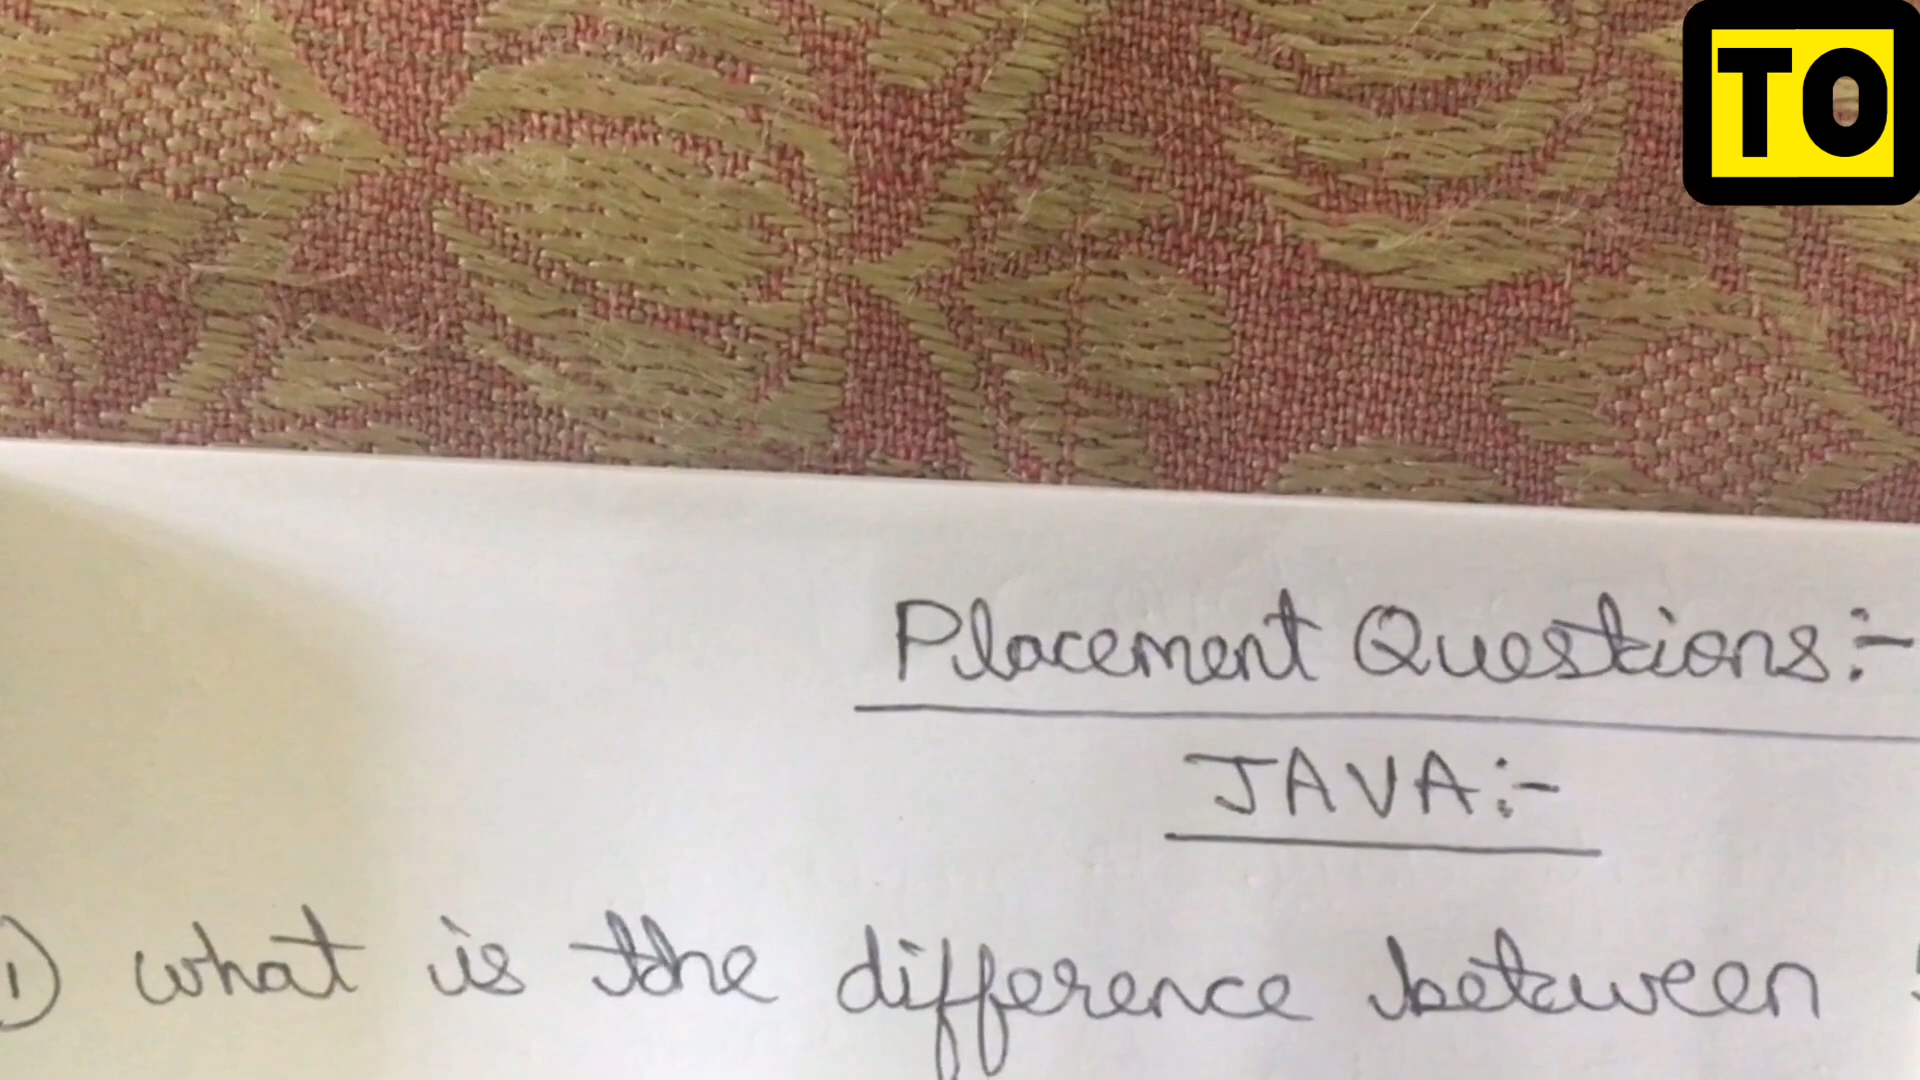 TO
Placement Questions:-
JAVA:-
1) what is the difference between